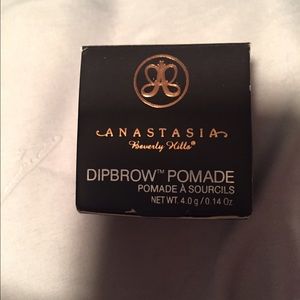 ANASTASIA
Beverly Hills®
DIPBROW™ POMADE
POMADE À SOURCILS
NET WT. 4.0 g / 0.14 Oz.